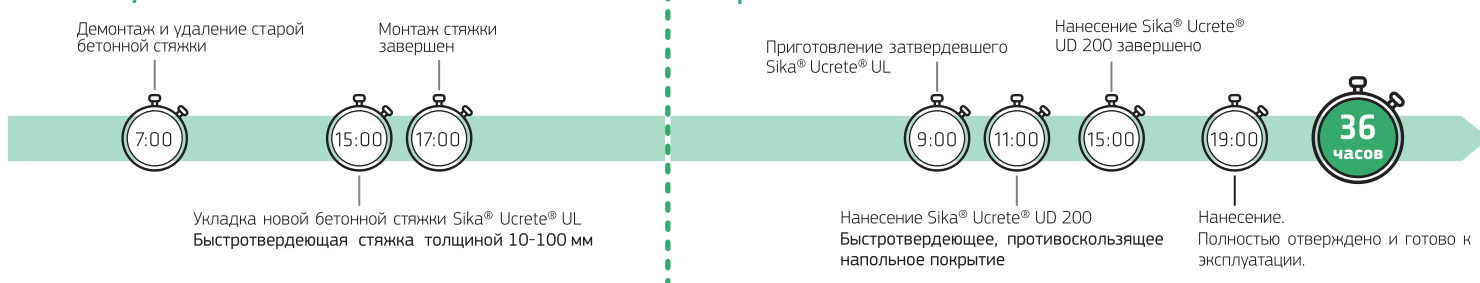 Демонтаж и удаление старой
бетонной стяжки
Монтаж стяжки
завершен
7:00
15:00
17:00
Укладка новой бетонной стяжки Sika® Ucrete® UL
Быстротвердеющая стяжка толщиной 10-100 мм
Приготовление затвердевшего
Sika® Ucrete® UL
Нанесение Sika® Ucrete®
UD 200 завершено
9:00
11:00
15:00
19:00
36
часов
Нанесение Sika® Ucrete® UD 200
Быстротвердеющее, противоскользящее
напольное покрытие
Нанесение.
Полностью отверждено и готово к
эксплуатации.